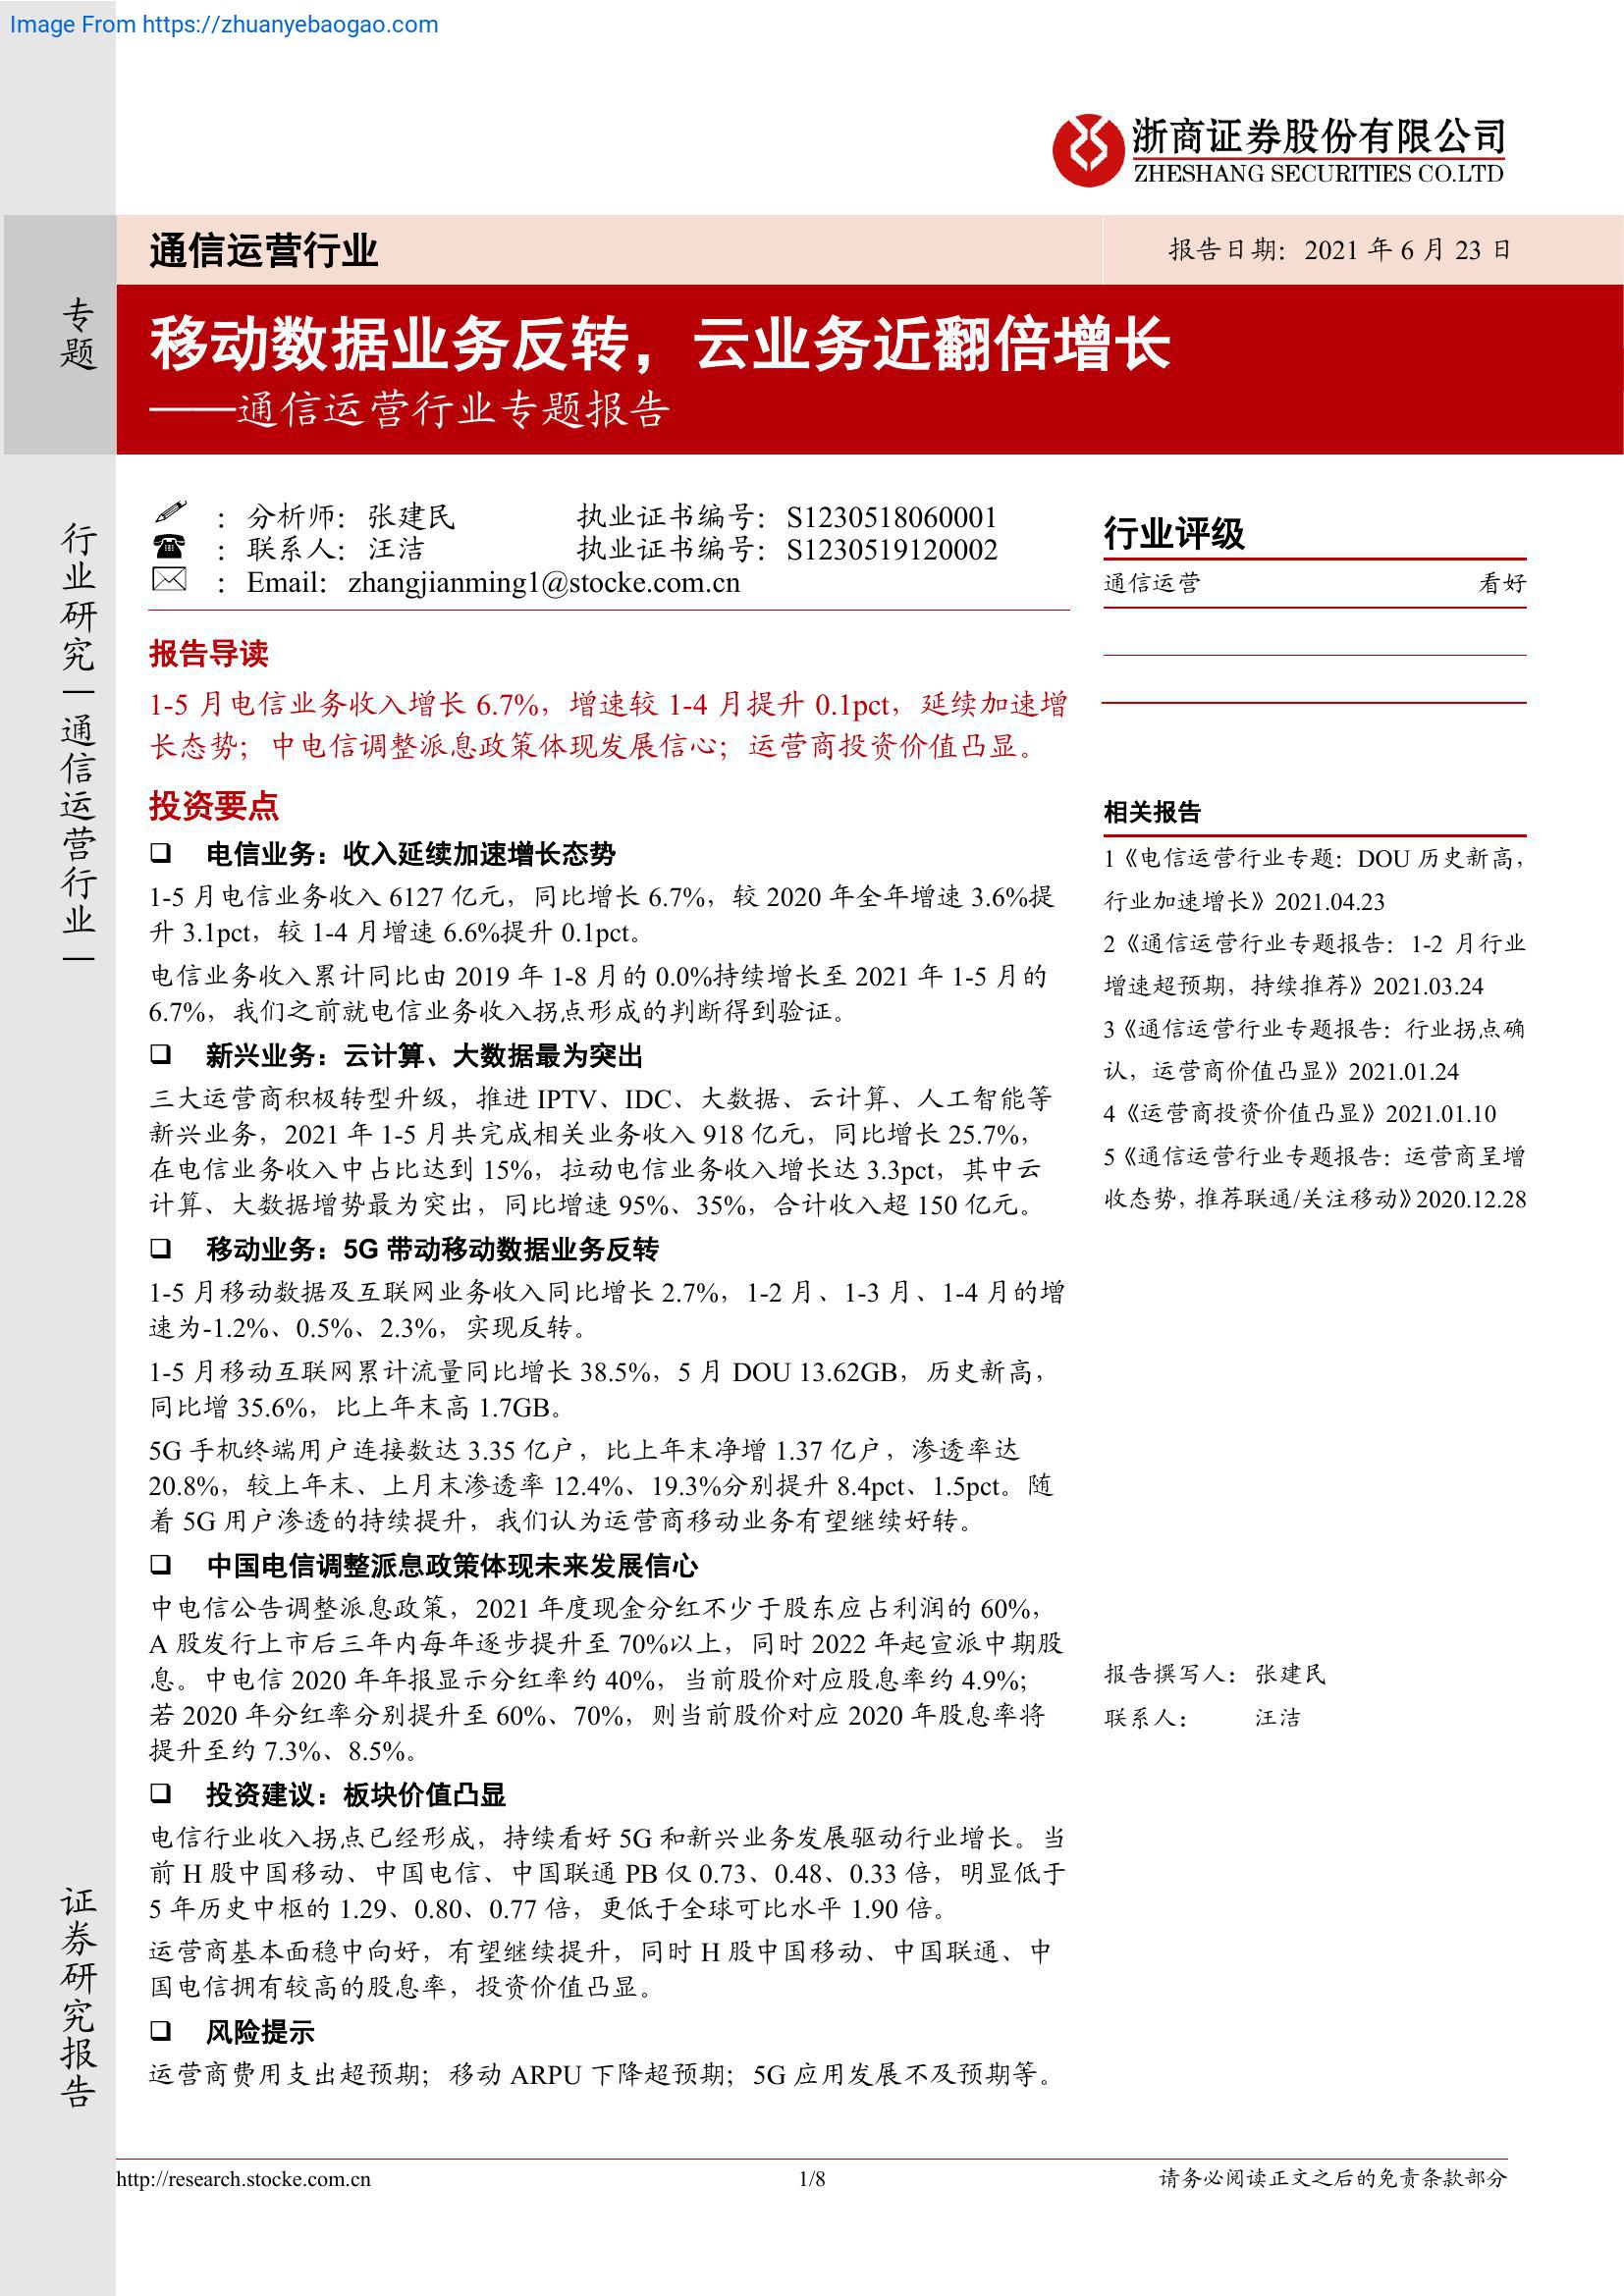 Image From https://zhuanyebaogao.com
浙商证券股份有限公司
ZHESHANG SECURITIES CO.LTD
通信运营行业
报告日期：2021 年 6 月 23 日
专题
移动数据业务反转，云业务近翻倍增长
——通信运营行业专题报告
行业研究—通信运营行业—
：分析师：张建民 执业证书编号：S1230518060001
：联系人：汪洁 执业证书编号：S1230519120002
：Email：zhangjianming1@stocke.com.cn
报告导读
1-5 月电信业务收入增长 6.7%，增速较 1-4 月提升 0.1pct，延续加速增
长态势；中电信调整派息政策体现发展信心；运营商投资价值凸显。
投资要点
❑ 电信业务：收入延续加速增长态势
1-5 月电信业务收入 6127 亿元，同比增长 6.7%，较 2020 年全年增速 3.6%提
升 3.1pct，较 1-4 月增速 6.6%提升 0.1pct。
电信业务收入累计同比由 2019 年 1-8 月的 0.0%持续增长至 2021 年 1-5 月的
6.7%，我们之前就电信业务收入拐点形成的判断得到验证。
❑ 新兴业务：云计算、大数据最为突出
三大运营商积极转型升级，推进 IPTV、IDC、大数据、云计算、人工智能等
新兴业务，2021 年 1-5 月共完成相关业务收入 918 亿元，同比增长 25.7%，
在电信业务收入中占比达到 15%，拉动电信业务收入增长达 3.3pct，其中云
计算、大数据增势最为突出，同比增速 95%、35%，合计收入超 150 亿元。
❑ 移动业务：5G 带动移动数据业务反转
1-5 月移动数据及互联网业务收入同比增长 2.7%，1-2 月、1-3 月、1-4 月的增
速为-1.2%、0.5%、2.3%，实现反转。
1-5 月移动互联网累计流量同比增长 38.5%，5 月 DOU 13.62GB，历史新高，
同比增 35.6%，比上年末高 1.7GB。
5G 手机终端用户连接数达 3.35 亿户，比上年末净增 1.37 亿户，渗透率达
20.8%，较上年末、上月末渗透率 12.4%、19.3%分别提升 8.4pct、1.5pct。随
着 5G 用户渗透的持续提升，我们认为运营商移动业务有望继续好转。
❑ 中国电信调整派息政策体现未来发展信心
中电信公告调整派息政策，2021 年度现金分红不少于股东应占利润的 60%，
A 股发行上市后三年内每年逐步提升至 70%以上，同时 2022 年起宣派中期股
息。中电信 2020 年年报显示分红率约 40%，当前股价对应股息率约 4.9%；
若 2020 年分红率分别提升至 60%、70%，则当前股价对应 2020 年股息率将
提升至约 7.3%、8.5%。
❑ 投资建议：板块价值凸显
电信行业收入拐点已经形成，持续看好 5G 和新兴业务发展驱动行业增长。当
前 H 股中国移动、中国电信、中国联通 PB 仅 0.73、0.48、0.33 倍，明显低于
5 年历史中枢的 1.29、0.80、0.77 倍，更低于全球可比水平 1.90 倍。
运营商基本面稳中向好，有望继续提升，同时 H 股中国移动、中国联通、中
国电信拥有较高的股息率，投资价值凸显。
❑ 风险提示
运营商费用支出超预期；移动 ARPU 下降超预期；5G 应用发展不及预期等。
行业评级
通信运营 看好
相关报告
1《电信运营行业专题：DOU 历史新高，
行业加速增长》2021.04.23
2《通信运营行业专题报告：1-2 月行业
增速超预期，持续推荐》2021.03.24
3《通信运营行业专题报告：行业拐点确
认，运营商价值凸显》2021.01.24
4《运营商投资价值凸显》2021.01.10
5《通信运营行业专题报告：运营商呈增
收态势，推荐联通/关注移动》2020.12.28
报告撰写人：张建民
联系人： 汪洁
证券研究报告
http://research.stocke.com.cn
1/8
请务必阅读正文之后的免责条款部分